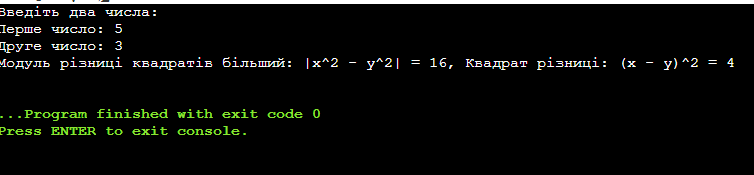 Введіть два числа:
Перше число: 5
Друге число: 3
Модуль різниці квадратів більший: |x^2 - y^2| = 16, Квадрат різниці: (x - y)^2 = 4
...Program finished with exit code 0
Press ENTER to exit console.